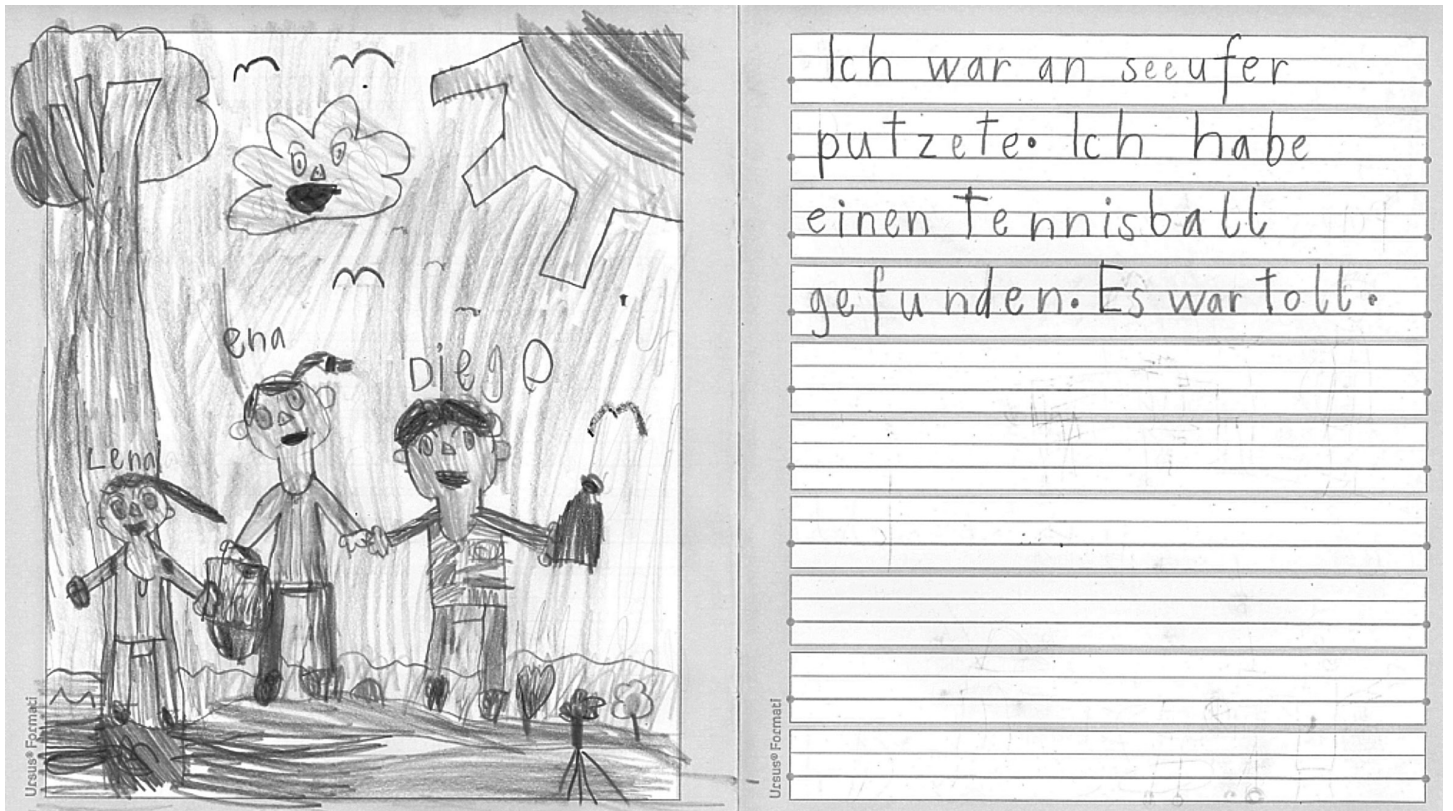 ena
Diego
Lena
Ursus® Formati
Ich war an seeufer
putzete. Ich habe
einen Tennisball
gefunden. Es war toll.
Ursus® Formati